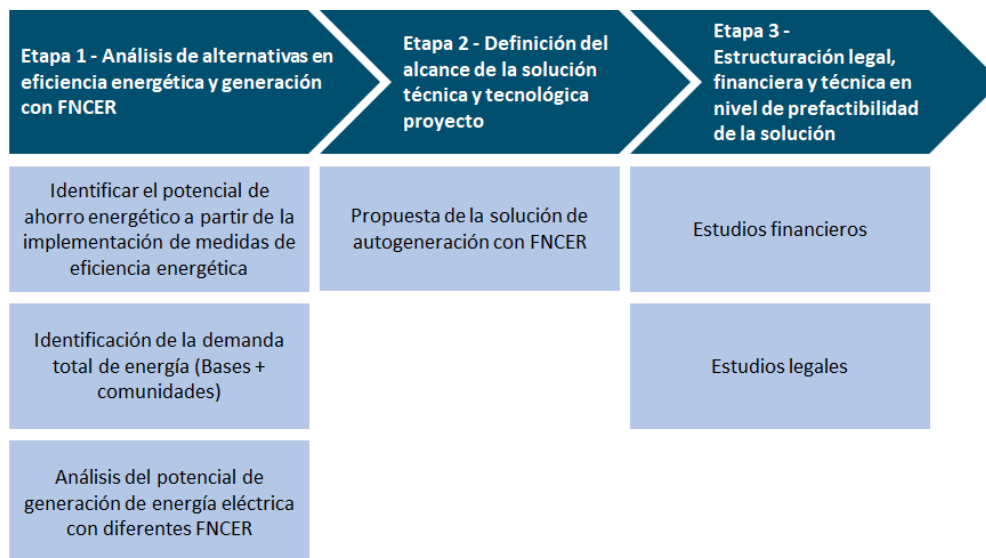 Etapa 1 - Análisis de alternativas en
eficiencia energética y generación
con FNCER
Etapa 2 - Definición del
alcance de la solución
técnica y tecnológica
proyecto
Etapa 3 -
Estructuración legal,
financiera y técnica en
nivel de prefactibilidad
de la solución
Identificar el potencial de
ahorro energético a partir de la
implementación de medidas de
eficiencia energética
Propuesta de la solución de
autogeneración con FNCER
Estudios financieros
Identificación de la demanda
total de energía (Bases +
comunidades)
Estudios legales
Análisis del potencial de
generación de energía eléctrica
con diferentes FNCER